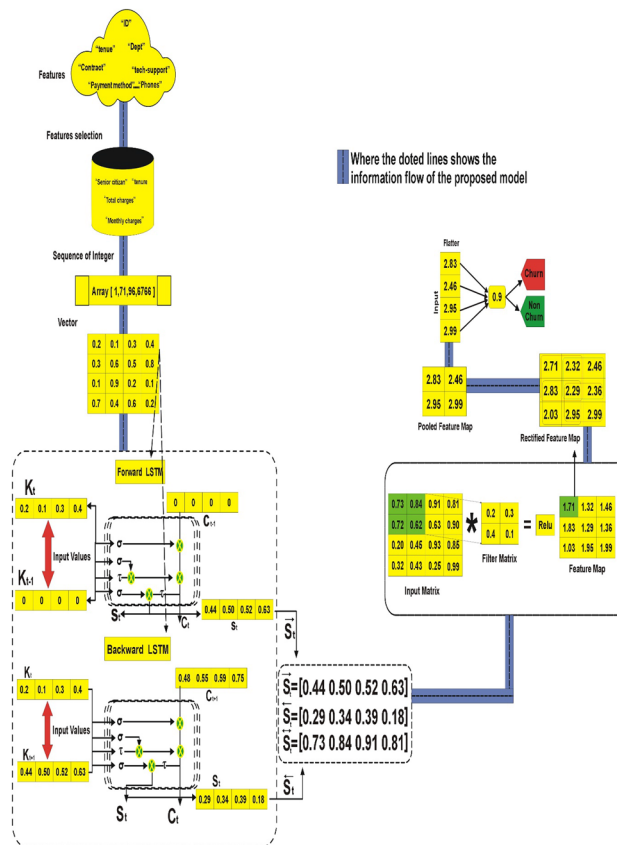 "ID"
"tenue" "Dept"
"Contract" "tech-support"
"Payment method" "Phones"
Features
Features selection
"Senior citizan" "tenure
"Total charges"
"Monthly charges"
Sequence of Integer
Array [ 1,71,96,6766 ]
Vector
0.2 0.1 0.3 0.4
0.3 0.6 0.5 0.8
0.1 0.9 0.2 0.1
0.7 0.4 0.6 0.2
Forward LSTM
Kt
0.2 0.1 0.3 0.4
Input Values
Kt-1
0 0 0 0
0 0 0 0
Ct-1
σ
σ
τ
σ τ
X
X X
X
St
Ct
0.44 0.50 0.52 0.63
St
St
Backward LSTM
Kt
0.2 0.1 0.3 0.4
Input Values
Kt+1
0.44 0.50 0.52 0.63
0.48 0.55 0.59 0.75
Ct+1
σ
σ
τ
σ τ
X
X X
X
St
Ct
St
0.29 0.34 0.39 0.18
St
St=[0.44 0.50 0.52 0.63]
St=[0.29 0.34 0.39 0.18]
St=[0.73 0.84 0.91 0.81]
Where the doted lines shows the
information flow of the proposed model
Flatter
Input
2.83
2.46
2.95
2.99
0.9
Churn
Non
Churn
2.83 2.46
2.95 2.99
Pooled Feature Map
2.71 2.32 2.46
2.83 2.29 2.36
2.03 2.95 2.99
Rectified Feature Map
0.73 0.84 0.91 0.81
0.72 0.62 0.63 0.90
0.20 0.45 0.93 0.85
0.32 0.43 0.25 0.99
Input Matrix
*
0.2 0.3
0.4 0.1
Filter Matrix
=
Relu
1.71 1.32 1.46
1.83 1.29 1.36
1.03 1.95 1.99
Feature Map